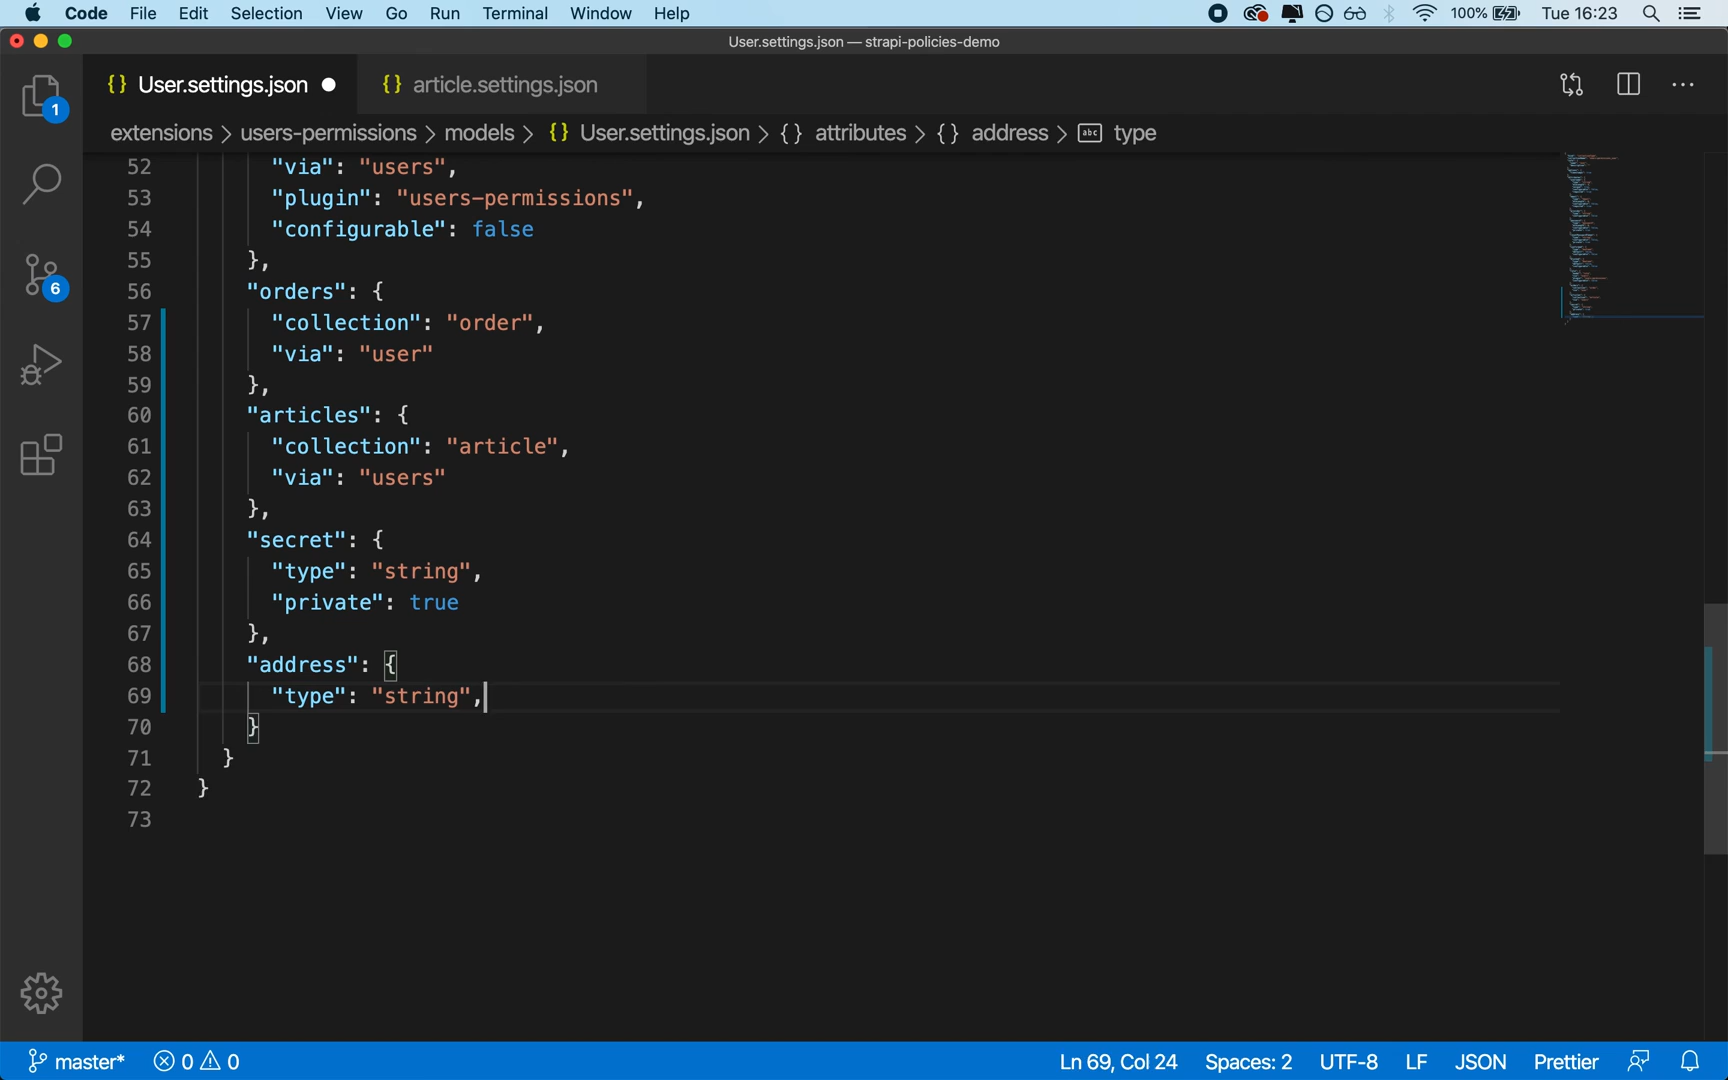 Code File Edit Selection View Go Run Terminal Window Help 100% Tue 16:23
User.settings.json — strapi-policies-demo
{} User.settings.json ● {} article.settings.json
1
extensions > users-permissions > models > {} User.settings.json > {} attributes > {} address > abc type
52 "via": "users",
53 "plugin": "users-permissions",
54 "configurable": false
55 },
6
56 "orders": {
57 "collection": "order",
58 "via": "user"
59 },
60 "articles": {
61 "collection": "article",
62 "via": "users"
63 },
64 "secret": {
65 "type": "string",
66 "private": true
67 },
68 "address": {
69 "type": "string",
70 }
71 }
72 }
73
master* 0 0 Ln 69, Col 24 Spaces: 2 UTF-8 LF JSON Prettier